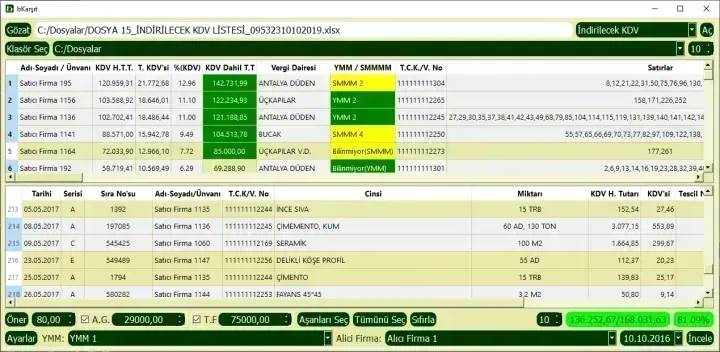 bKarşıt
Gözat C:/Dosyalar/DOSYA 15_İNDİRİLECEK KDV LİSTESİ_09532310102019.xlsx İndirilecek KDV Aç
Klasör Seç C:/Dosyalar 10
Adı-Soyadı / Ünvanı KDV H.T.T. T. KDV'si %(KDV) KDV Dahil T.T Vergi Dairesi YMM / SMMMM T.C.K./V. No Satırlar
1 Satıcı Firma 195 120.959,31 21.772,68 12.96 142.731,99 ANTALYA DÜDEN SMMM 2 111111111304 8,12,21,22,31,50,75,76,96,130,
2 Satıcı Firma 1156 103.588,92 18.646,01 11.10 122.234,93 ÜÇKAPILAR YMM 2 111111112265 158,171,226,252
3 Satıcı Firma 1136 102.702,41 18.486,44 11.00 121.188,85 ANTALYA DÜDEN YMM 2 111111112245 27,29,30,35,37,38,41,42,43,49,68,79,85,104,114,115,119,131,139,140,141,142,14
4 Satıcı Firma 1141 88.571,00 15.942,78 9.49 104.513,78 BUCAK SMMM 4 111111112250 55,57,65,66,69,70,73,77,82,97,109,122,138,
5 Satıcı Firma 1164 72.033,90 12.966,10 7.72 85.000,00 ÜÇKAPILAR V.D. Bilinmiyor(SMMM) 111111112273 177,261
6 Satıcı Firma 192 58.719,41 10.569,49 6.29 69.288,90 ANTALYA DÜDEN Bilinmiyor(YMM) 111111111301 2,6,9,13,14,16,19,23,28,32,39,4
Tarihi Serisi Sıra No'su Adı-Soyadı/Ünvanı T.C.K./V. No Cinsi Miktarı KDV H. Tutarı KDV'si Tescil N
213 05.05.2017 A 1392 Satıcı Firma 1135 111111112244 İNCE SIVA 15 TRB 152,54 27,46
214 08.05.2017 A 197085 Satıcı Firma 1136 111111112245 ÇİMEMENTO, KUM 60 AD, 130 TON 3.077,15 553,89
215 09.05.2017 C 545425 Satıcı Firma 1060 111111112169 SERAMİK 100 M2 1.664,85 299,67
216 23.05.2017 E 549489 Satıcı Firma 1147 111111112256 DELİKLİ KÖŞE PROFİL 55 AD 112,37 20,23
217 25.05.2017 A 1794 Satıcı Firma 1135 111111112244 ÇİMENTO 15 TRB 139,83 25,17
218 26.05.2017 A 580282 Satıcı Firma 1144 111111112253 FAYANS 45*45 3,2 M2 50,80 9,14
Öner 80,00 A.G. 29000,00 T.F 75000,00 Aşanları Seç Tümünü Seç Sıfırla 10 136.252,67/168.031,63 81.09%
Ayarlar YMM: YMM 1 Alici Firma: Alıcı Firma 1 10.10.2016 İncele